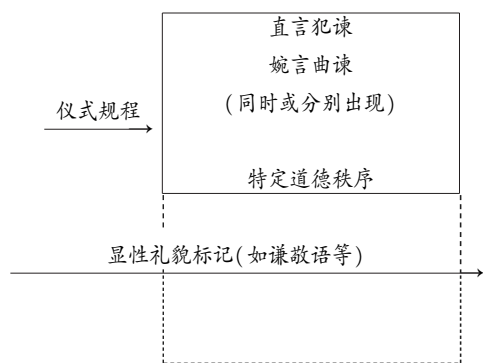 直言犯谏
婉言曲谏
(同时或分别出现)
仪式规程
特定道德秩序
显性礼貌标记(如谦敬语等)